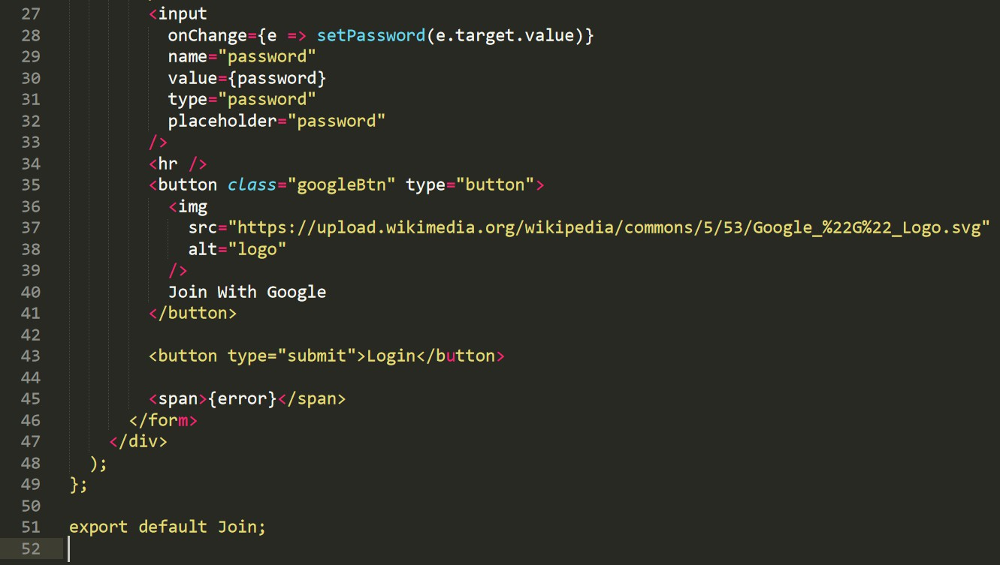 27 <input
28 onChange={e => setPassword(e.target.value)}
29 name="password"
30 value={password}
31 type="password"
32 placeholder="password"
33 />
34 <hr />
35 <button class="googleBtn" type="button">
36 <img
37 src="https://upload.wikimedia.org/wikipedia/commons/5/53/Google_%22G%22_Logo.svg"
38 alt="logo"
39 />
40 Join With Google
41 </button>
42
43 <button type="submit">Login</button>
44
45 <span>{error}</span>
46 </form>
47 </div>
48 );
49 };
50
51 export default Join;
52